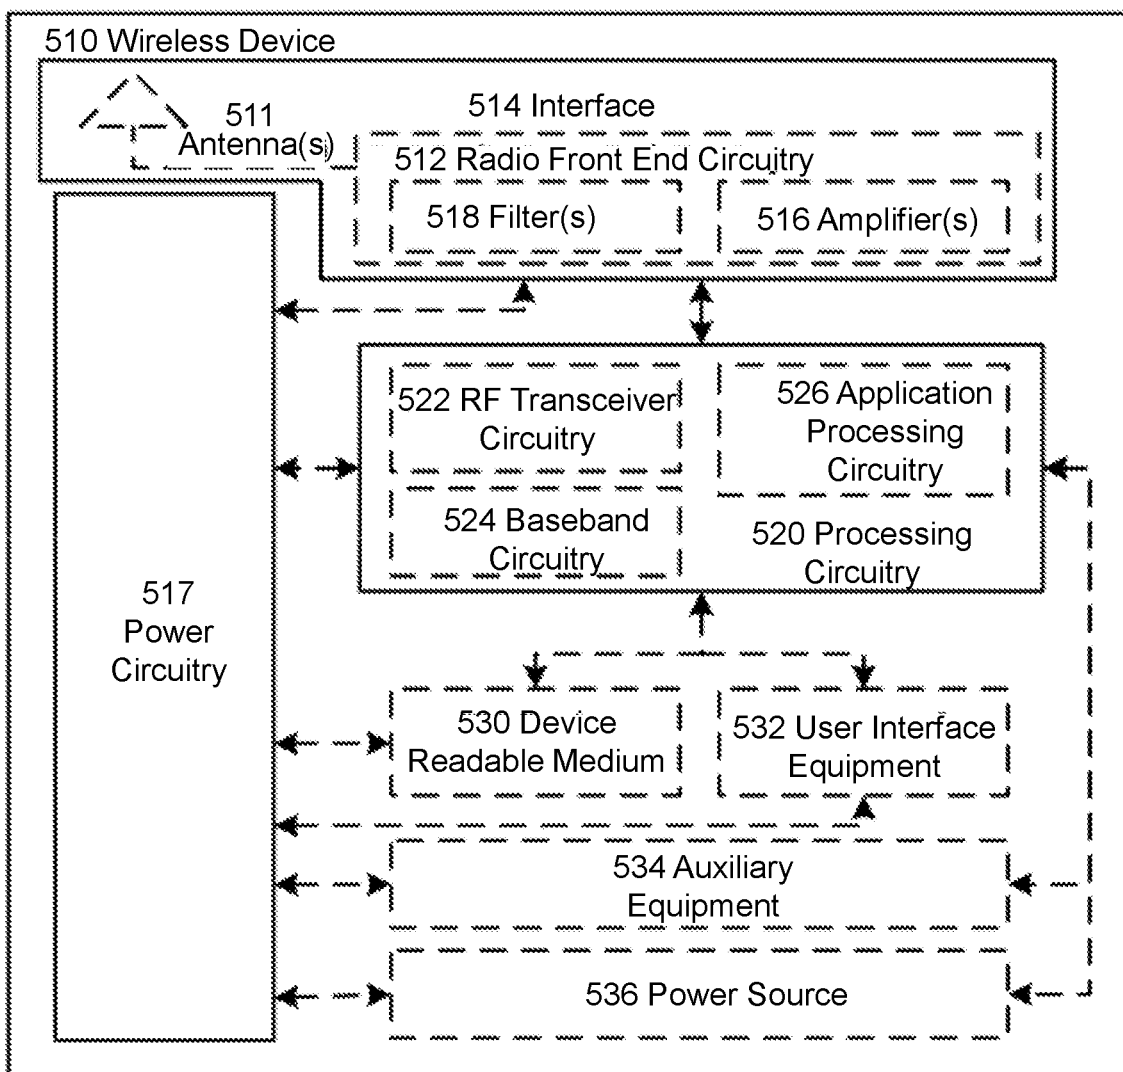 510 Wireless Device
511
Antenna(s)
514 Interface
512 Radio Front End Circuitry
518 Filter(s)
516 Amplifier(s)
522 RF Transceiver
Circuitry
526 Application
Processing
Circuitry
524 Baseband
Circuitry
520 Processing
Circuitry
517
Power
Circuitry
530 Device
Readable Medium
532 User Interface
Equipment
534 Auxiliary
Equipment
536 Power Source